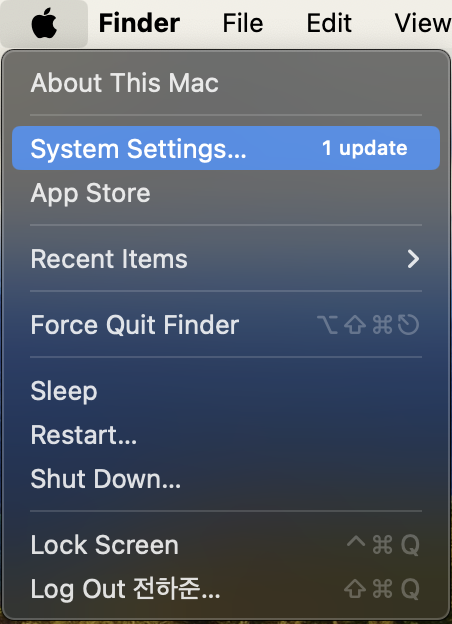 Finder File Edit View
About This Mac
System Settings... 1 update
App Store
Recent Items
Force Quit Finder ⌥⇧⌘⎋
Sleep
Restart...
Shut Down...
Lock Screen ^⌘Q
Log Out 전하준... ⇧⌘Q